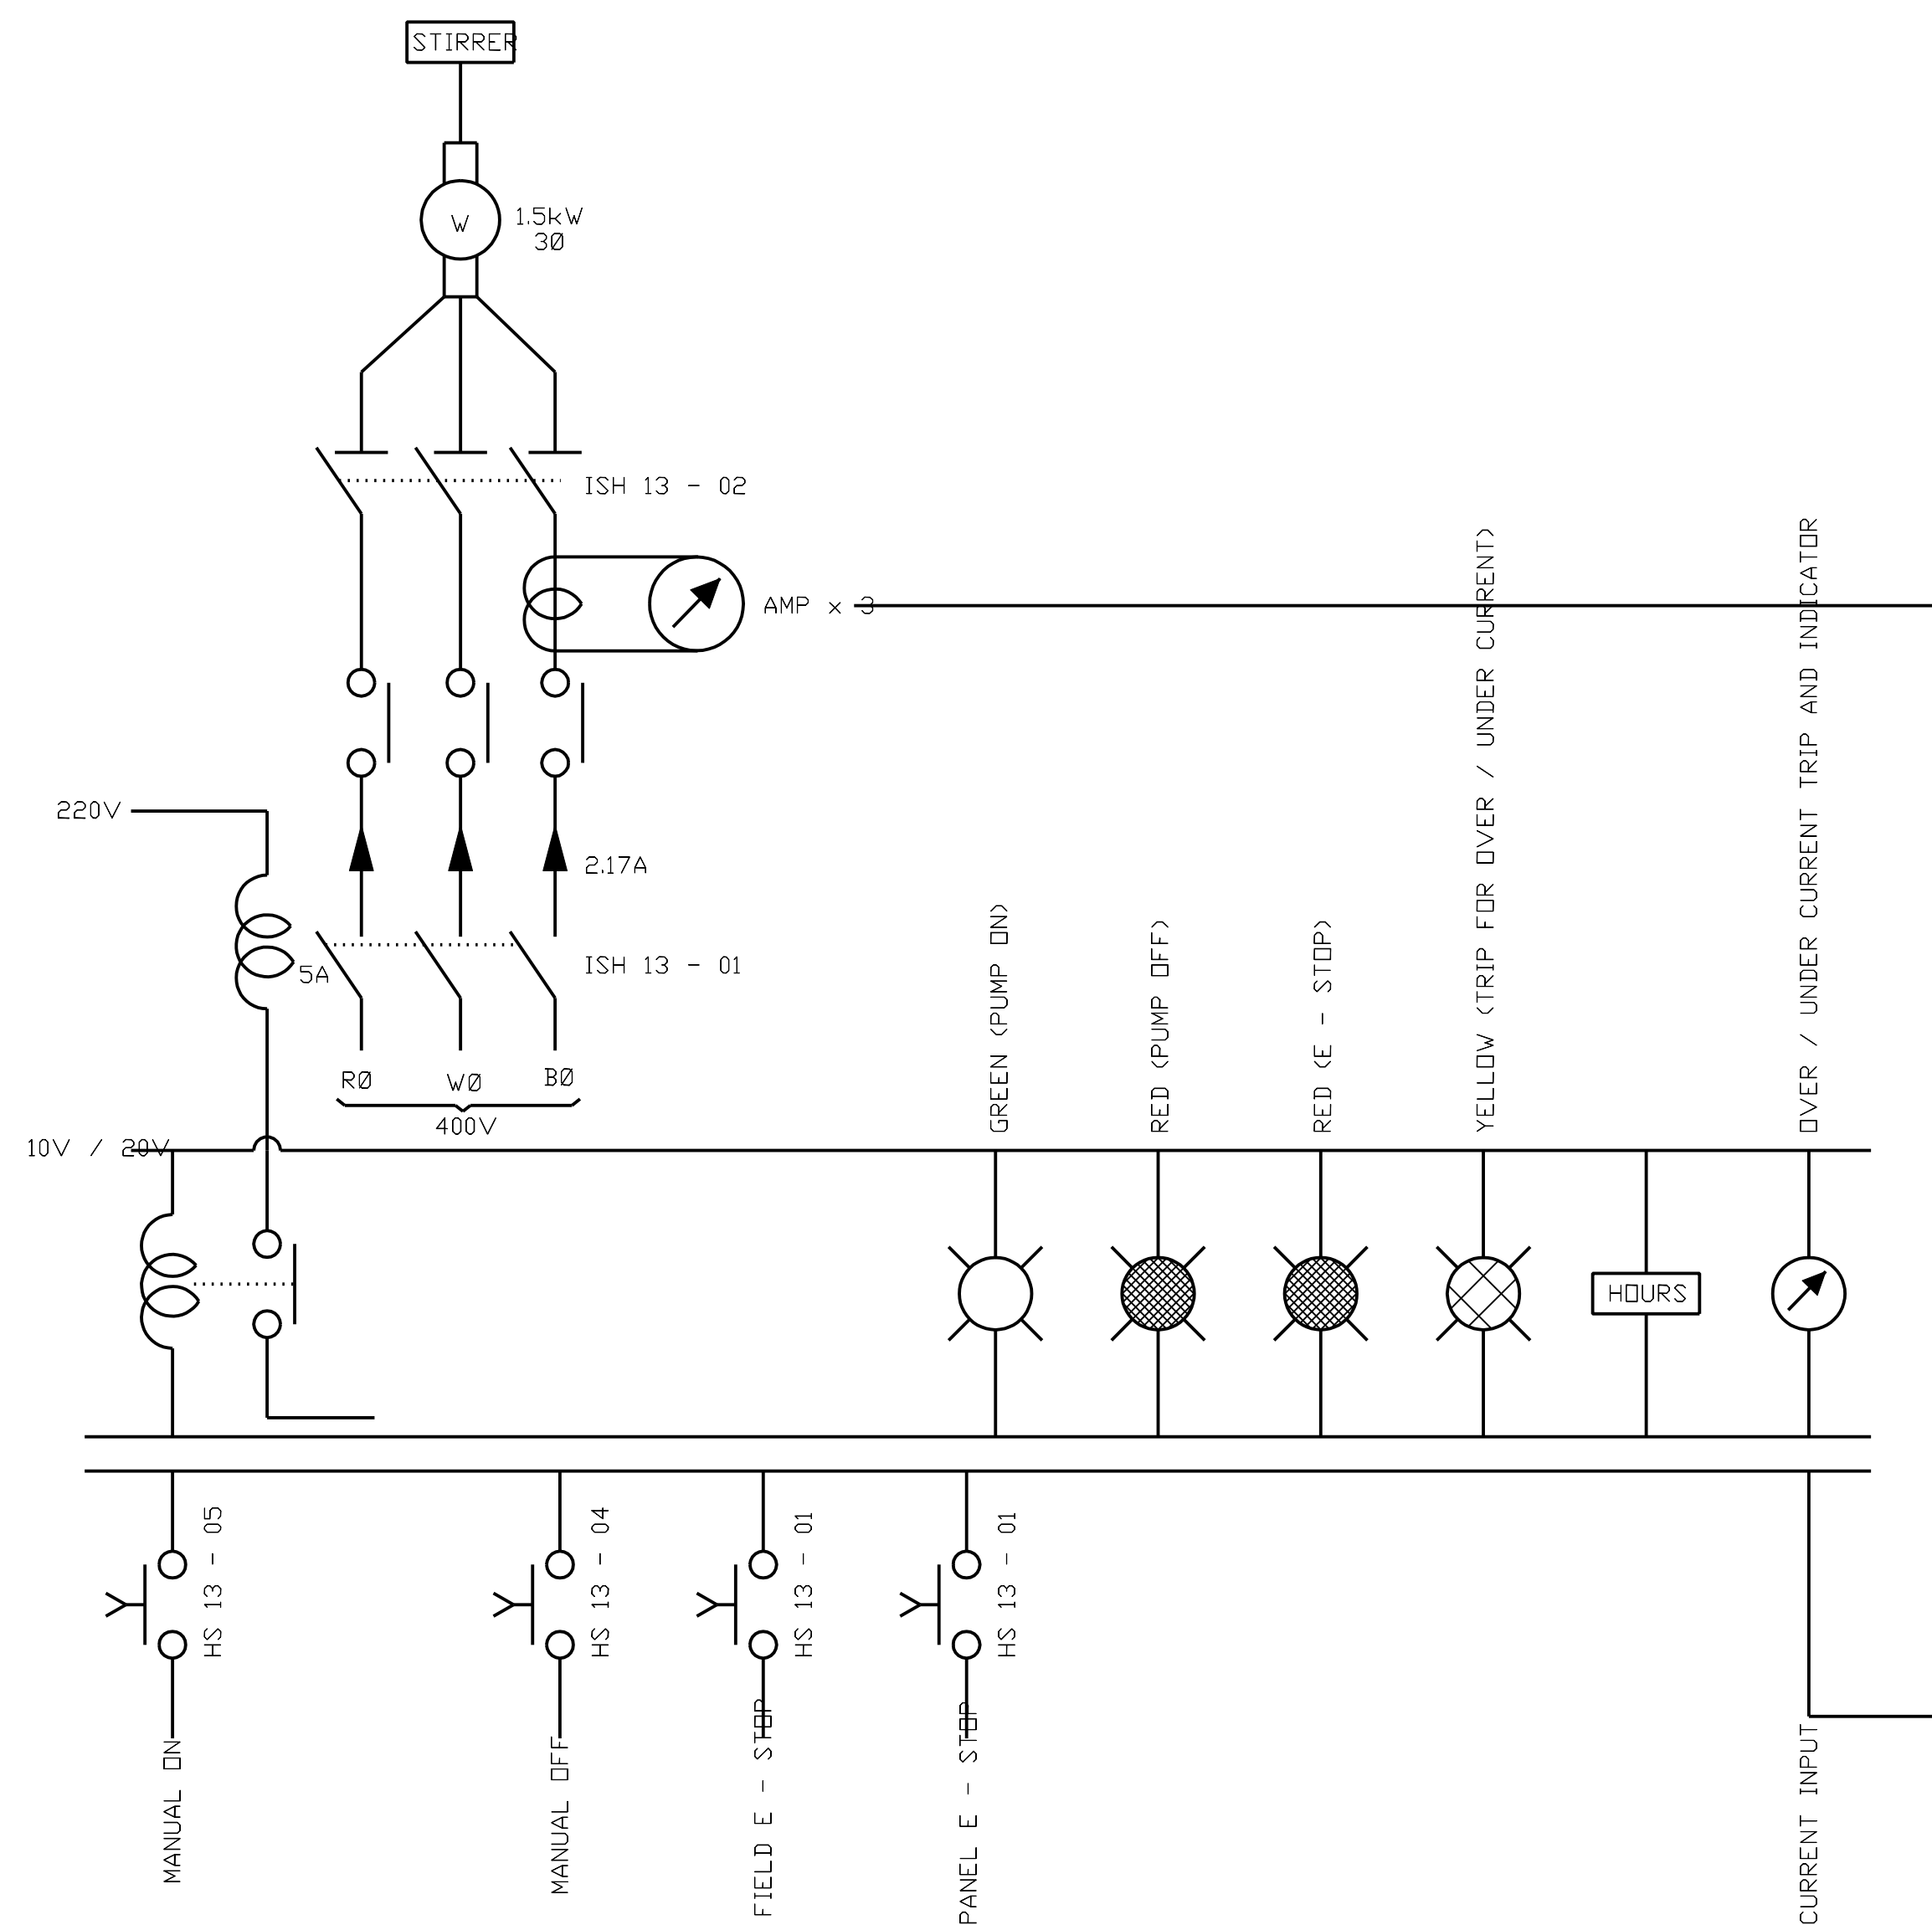 STIRRER
W
1.5kW
3Ø
ISH 13 - 02
AMP x 3
220V
2.17A
5A
ISH 13 - 01
RØ
WØ
BØ
400V
10V / 20V
GREEN (PUMP ON)
RED (PUMP OFF)
RED (E - STOP)
YELLOW (TRIP FOR OVER / UNDER CURRENT)
OVER / UNDER CURRENT TRIP AND INDICATOR
HOURS
HS 13 - 05
HS 13 - 04
HS 13 - 01
HS 13 - 01
MANUAL ON
MANUAL OFF
FIELD E - STOP
PANEL E - STOP
CURRENT INPUT